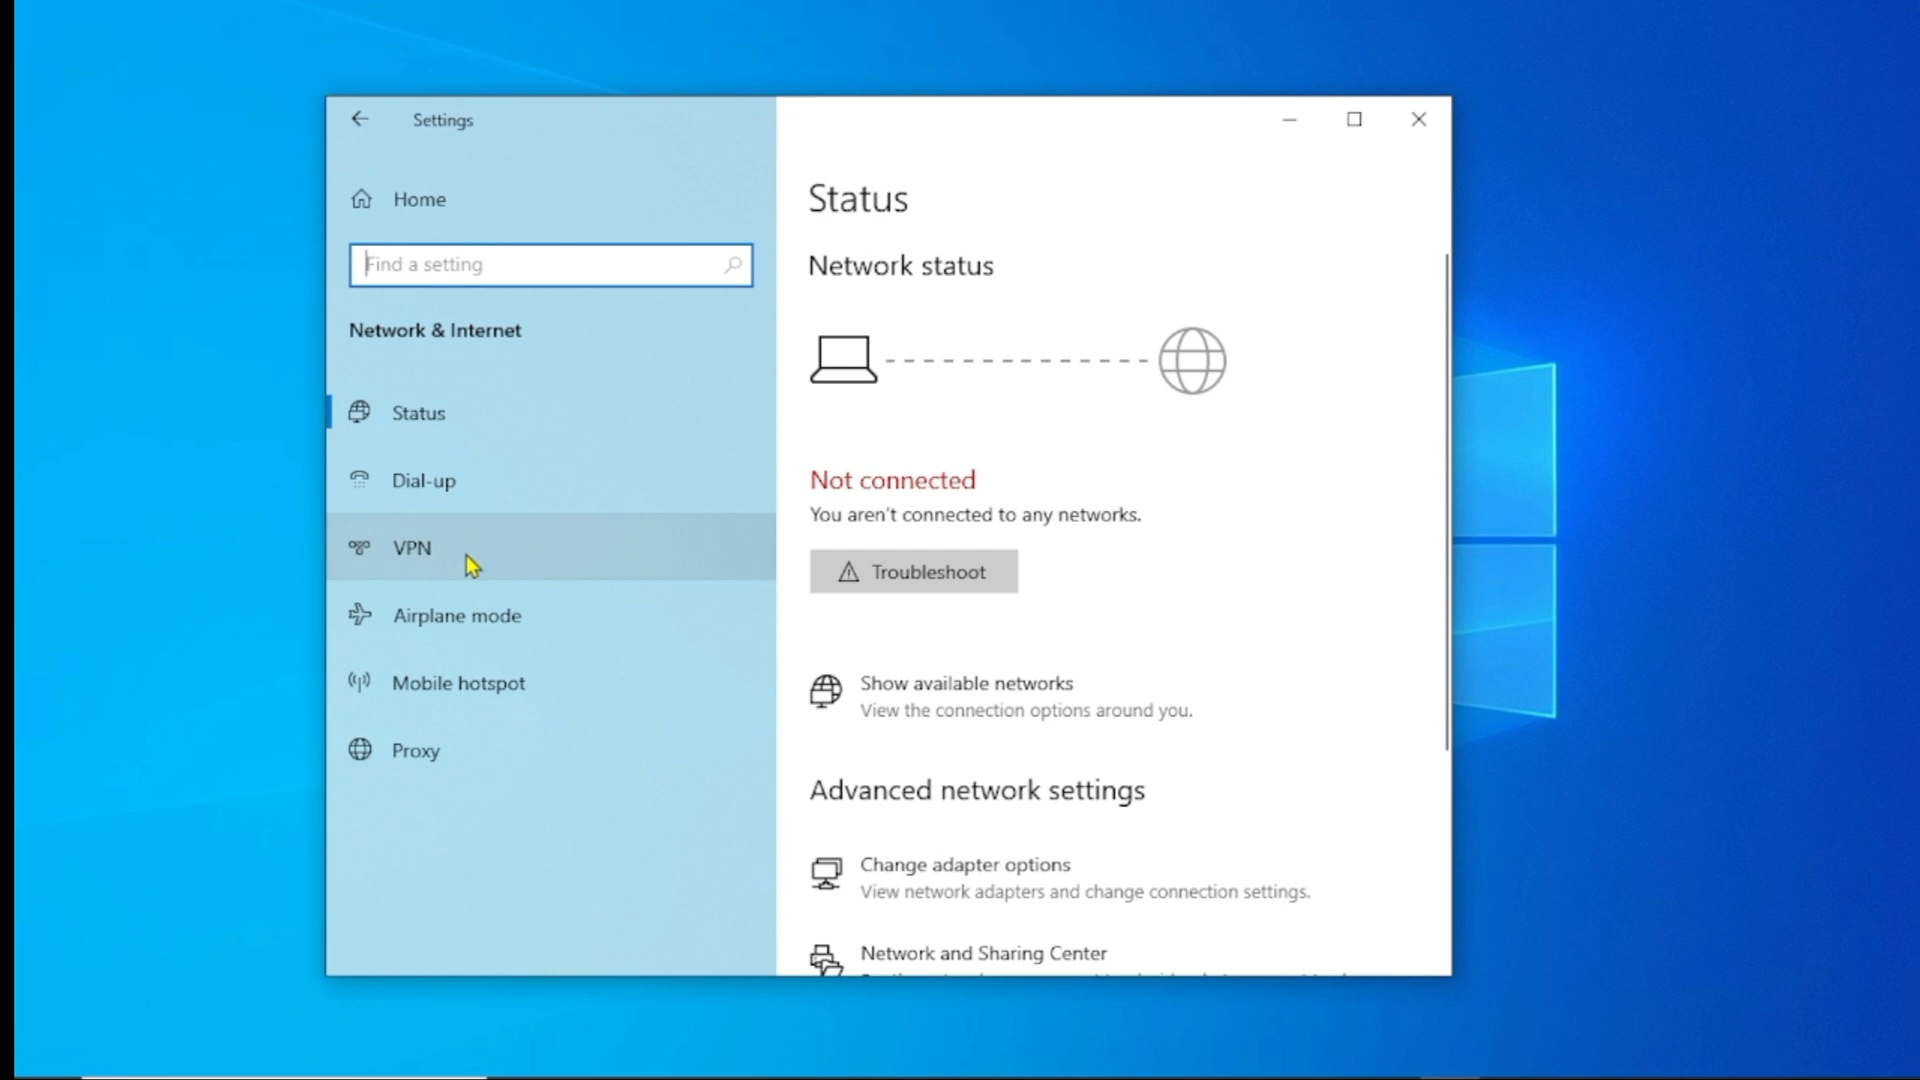 Settings
Home
Find a setting
Network & Internet
Status
Dial-up
VPN
Airplane mode
Mobile hotspot
Proxy
Status
Network status
Not connected
You aren't connected to any networks.
Troubleshoot
Show available networks
View the connection options around you.
Advanced network settings
Change adapter options
View network adapters and change connection settings.
Network and Sharing Center